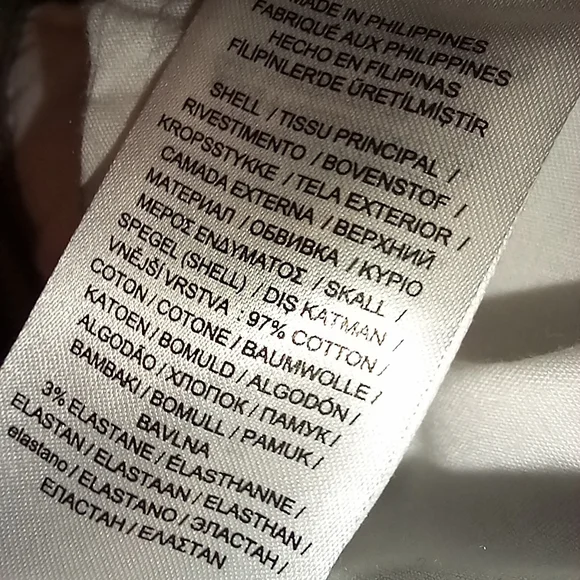 MADE IN PHILIPPINES
FABRIQUÉ AUX PHILIPPINES
HECHO EN FILIPINAS
FİLİPİNLER'DE ÜRETİLMİŞTİR
SHELL / TISSU PRINCIPAL /
RIVESTIMENTO / BOVENSTOF /
KROPSSTYKKE / TELA EXTERIOR /
CAMADA EXTERNA / ВЕРХНИЙ
МАТЕРИАЛ / ОБВИВКА / ΚΥΡΙΟ
ΜΕΡΟΣ ΕΝΔΥΜΑΤΟΣ / SKALL /
SPEGEL (SHELL) / DIŞ KATMAN /
VNĚJŠÍ VRSTVA : 97% COTTON /
COTON / COTONE / BAUMWOLLE /
KATOEN / BOMULD / ALGODÓN /
ALGODÃO / ХЛОПОК / ПАМУК /
ΒΑΜΒΑΚΙ / BOMULL / PAMUK /
BAVLNA
3% ELASTANE / ÉLASTHANNE /
ELASTAN / ELASTAAN / ELASTHAN /
elastano / ELASTANO / ЭЛАСТАН /
ЕЛАСТАН / ΕΛΑΣΤΑΝ